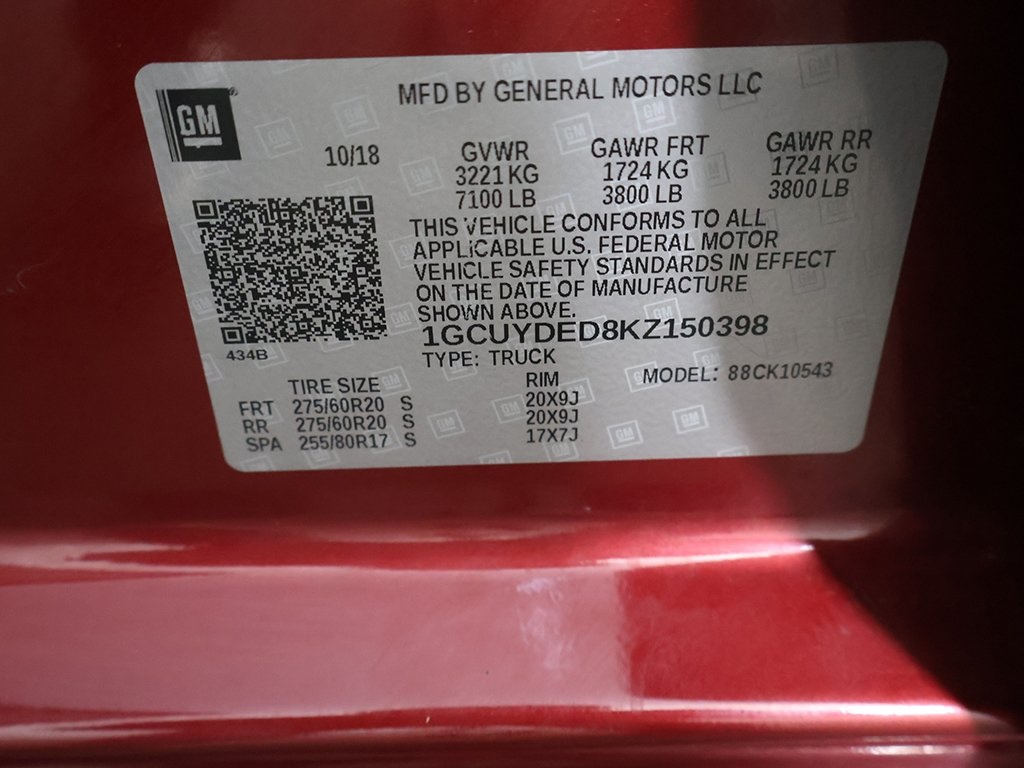 MFD BY GENERAL MOTORS LLC
GM
10/18
GVWR GAWR FRT GAWR RR
3221 KG 1724 KG 1724 KG
7100 LB 3800 LB 3800 LB
THIS VEHICLE CONFORMS TO ALL
APPLICABLE U.S. FEDERAL MOTOR
VEHICLE SAFETY STANDARDS IN EFFECT
ON THE DATE OF MANUFACTURE
SHOWN ABOVE.
1GCUYDED8KZ150398
434B
TYPE: TRUCK
MODEL: 88CK10543
TIRE SIZE RIM
FRT 275/60R20 S 20X9J
RR 275/60R20 S 20X9J
SPA 255/80R17 S 17X7J